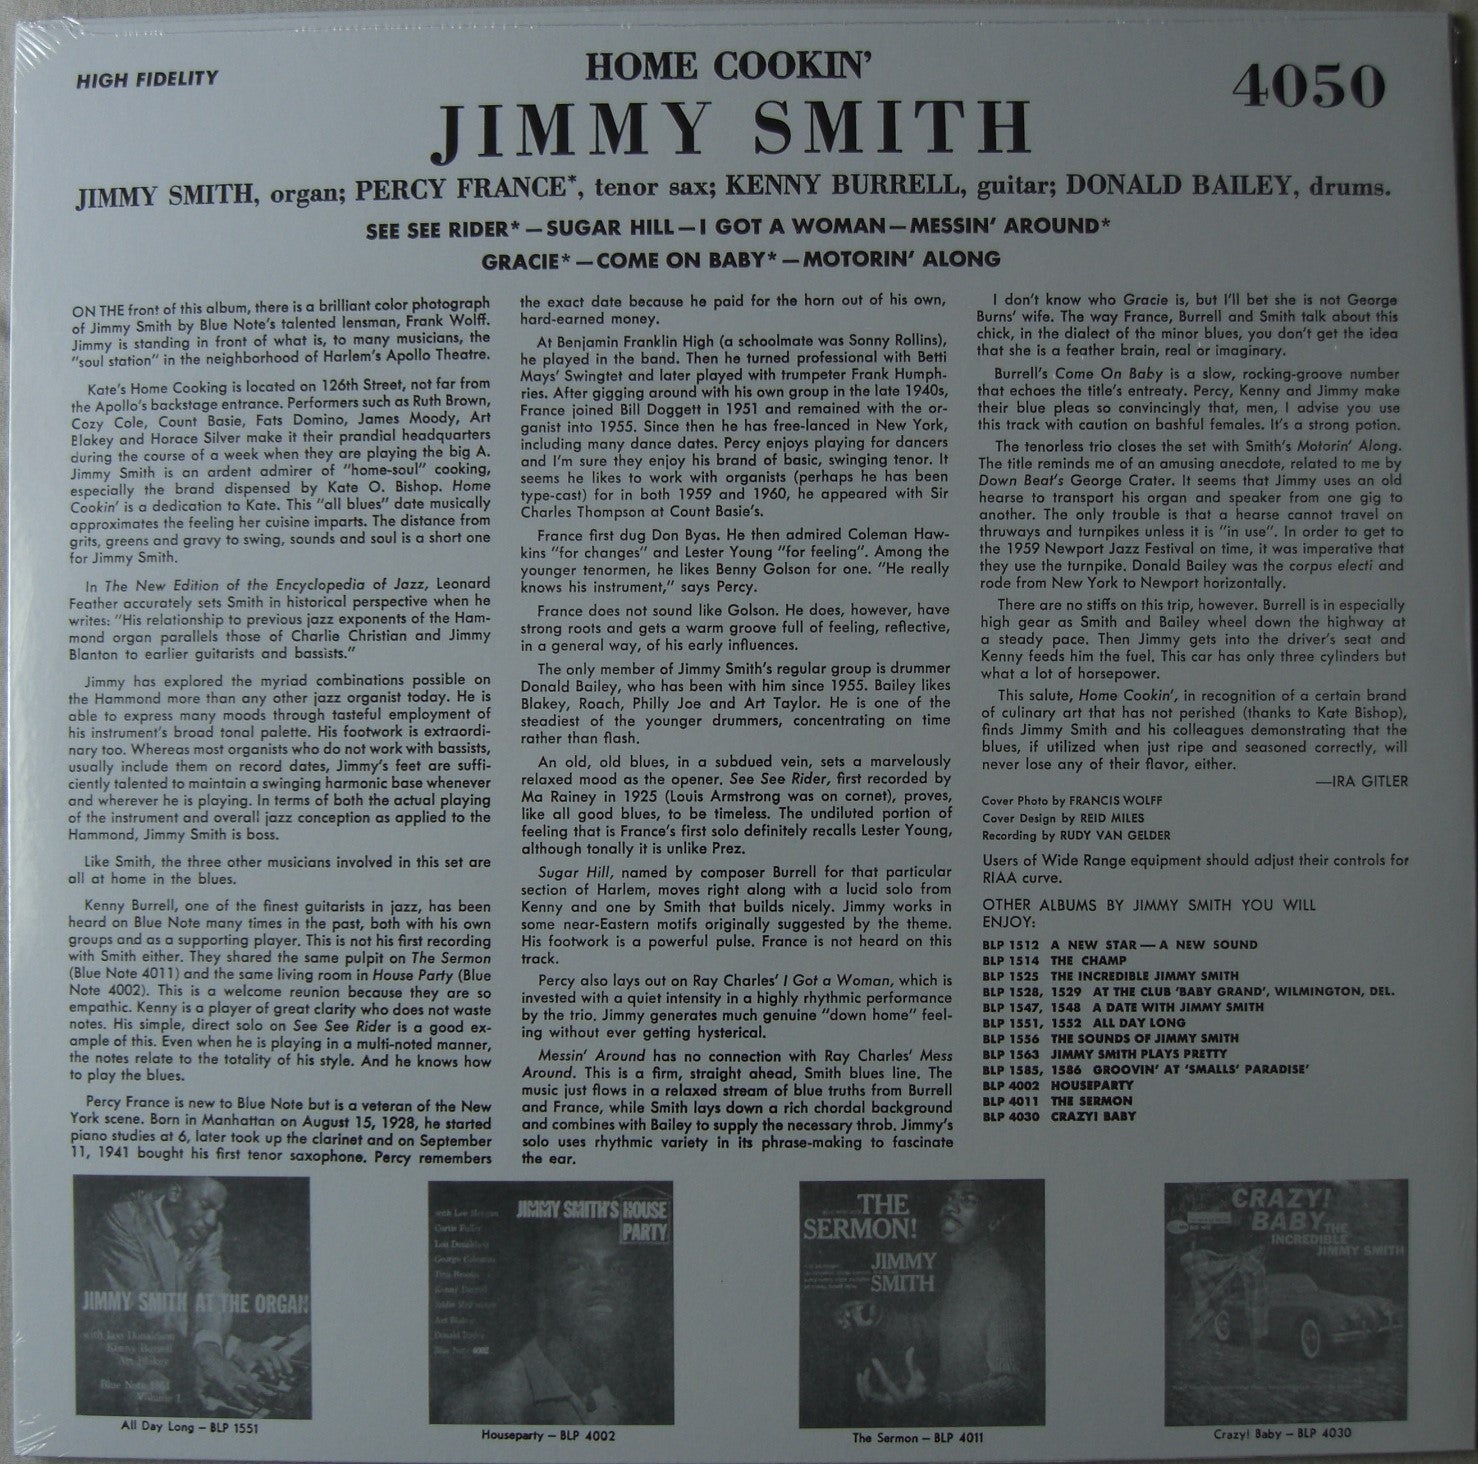 HIGH FIDELITY
HOME COOKIN'
4050
JIMMY SMITH
JIMMY SMITH, organ; PERCY FRANCE*, tenor sax; KENNY BURRELL, guitar; DONALD BAILEY, drums.
SEE SEE RIDER* — SUGAR HILL — I GOT A WOMAN — MESSIN' AROUND*
GRACIE* — COME ON BABY* — MOTORIN' ALONG
ON THE front of this album, there is a brilliant color photograph
of Jimmy Smith by Blue Note's talented lensman, Frank Wolff.
Jimmy is standing in front of what is, to many musicians, the
"soul station" in the neighborhood of Harlem's Apollo Theatre.
Kate's Home Cooking is located on 126th Street, not far from
the Apollo's backstage entrance. Performers such as Ruth Brown,
Cozy Cole, Count Basie, Fats Domino, James Moody, Art
Blakey and Horace Silver make it their prandial headquarters
during the course of a week when they are playing the big A.
Jimmy Smith is an ardent admirer of "home-soul" cooking,
especially the brand dispensed by Kate O. Bishop. Home
Cookin' is a dedication to Kate. This "all blues" date musically
approximates the feeling her cuisine imparts. The distance from
grits, greens and gravy to swing, sounds and soul is a short one
for Jimmy Smith.
In The New Edition of the Encyclopedia of Jazz, Leonard
Feather accurately sets Smith in historical perspective when he
writes: "His relationship to previous jazz exponents of the Ham-
mond organ parallels those of Charlie Christian and Jimmy
Blanton to earlier guitarists and bassists."
Jimmy has explored the myriad combinations possible on
the Hammond more than any other jazz organist today. He is
able to express many moods through tasteful employment of
his instrument's broad tonal palette. His footwork is extraordi-
nary too. Whereas most organists who do not work with bassists,
usually include them on record dates, Jimmy's feet are suffi-
ciently talented to maintain a swinging harmonic base whenever
and wherever he is playing. In terms of both the actual playing
of the instrument and overall jazz conception as applied to the
Hammond, Jimmy Smith is boss.
Like Smith, the three other musicians involved in this set are
all at home in the blues.
Kenny Burrell, one of the finest guitarists in jazz, has been
heard on Blue Note many times in the past, both with his own
groups and as a supporting player. This is not his first recording
with Smith either. They shared the same pulpit on The Sermon
(Blue Note 4011) and the same living room in House Party (Blue
Note 4002). This is a welcome reunion because they are so
empathic. Kenny is a player of great clarity who does not waste
notes. His simple, direct solo on See See Rider is a good ex-
ample of this. Even when he is playing in a multi-noted manner,
the notes relate to the totality of his style. And he knows how
to play the blues.
Percy France is new to Blue Note but is a veteran of the New
York scene. Born in Manhattan on August 15, 1928, he started
piano studies at 6, later took up the clarinet and on September
11, 1941 bought his first tenor saxophone. Percy remembers
the exact date because he paid for the horn out of his own,
hard-earned money.
At Benjamin Franklin High (a schoolmate was Sonny Rollins),
he played in the band. Then he turned professional with Betti
Mays' Swingtet and later played with trumpeter Frank Humph-
ries. After gigging around with his own group in the late 1940s,
France joined Bill Doggett in 1951 and remained with the or-
ganist into 1955. Since then he has free-lanced in New York,
including many dance dates. Percy enjoys playing for dancers
and I'm sure they enjoy his brand of basic, swinging tenor. It
seems he likes to work with organists (perhaps he has been
type-cast) for in both 1959 and 1960, he appeared with Sir
Charles Thompson at Count Basie's.
France first dug Don Byas. He then admired Coleman Haw-
kins "for changes" and Lester Young "for feeling". Among the
younger tenormen, he likes Benny Golson for one. "He really
knows his instrument," says Percy.
France does not sound like Golson. He does, however, have
strong roots and gets a warm groove full of feeling, reflective,
in a general way, of his early influences.
The only member of Jimmy Smith's regular group is drummer
Donald Bailey, who has been with him since 1955. Bailey likes
Blakey, Roach, Philly Joe and Art Taylor. He is one of the
steadiest of the younger drummers, concentrating on time
rather than flash.
An old, old blues, in a subdued vein, sets a marvelously
relaxed mood as the opener. See See Rider, first recorded by
Ma Rainey in 1925 (Louis Armstrong was on cornet), proves,
like all good blues, to be timeless. The undiluted portion of
feeling that is France's first solo definitely recalls Lester Young,
although tonally it is unlike Prez.
Sugar Hill, named by composer Burrell for that particular
section of Harlem, moves right along with a lucid solo from
Kenny and one by Smith that builds nicely. Jimmy works in
some near-Eastern motifs originally suggested by the theme.
His footwork is a powerful pulse. France is not heard on this
track.
Percy also lays out on Ray Charles' I Got a Woman, which is
invested with a quiet intensity in a highly rhythmic performance
by the trio. Jimmy generates much genuine "down home" feel-
ing without ever getting hysterical.
Messin' Around has no connection with Ray Charles' Mess
Around. This is a firm, straight ahead, Smith blues line. The
music just flows in a relaxed stream of blue truths from Burrell
and France, while Smith lays down a rich chordal background
and combines with Bailey to supply the necessary throb. Jimmy's
solo uses rhythmic variety in its phrase-making to fascinate
the ear.
I don't know who Gracie is, but I'll bet she is not George
Burns' wife. The way France, Burrell and Smith talk about this
chick, in the dialect of the minor blues, you don't get the idea
that she is a feather brain, real or imaginary.
Burrell's Come On Baby is a slow, rocking-groove number
that echoes the title's entreaty. Percy, Kenny and Jimmy make
their blue pleas so convincingly that, men, I advise you use
this track with caution on bashful females. It's a strong potion.
The tenorless trio closes the set with Smith's Motorin' Along.
The title reminds me of an amusing anecdote, related to me by
Down Beat's George Crater. It seems that Jimmy uses an old
hearse to transport his organ and speaker from one gig to
another. The only trouble is that a hearse cannot travel on
thruways and turnpikes unless it is "in use". In order to get to
the 1959 Newport Jazz Festival on time, it was imperative that
they use the turnpike. Donald Bailey was the corpus electi and
rode from New York to Newport horizontally.
There are no stiffs on this trip, however. Burrell is in especially
high gear as Smith and Bailey wheel down the highway at
a steady pace. Then Jimmy gets into the driver's seat and
Kenny feeds him the fuel. This car has only three cylinders but
what a lot of horsepower.
This salute, Home Cookin', in recognition of a certain brand
of culinary art that has not perished (thanks to Kate Bishop),
finds Jimmy Smith and his colleagues demonstrating that the
blues, if utilized when just ripe and seasoned correctly, will
never lose any of their flavor, either.
—IRA GITLER
Cover Photo by FRANCIS WOLFF
Cover Design by REID MILES
Recording by RUDY VAN GELDER
Users of Wide Range equipment should adjust their controls for
RIAA curve.
OTHER ALBUMS BY JIMMY SMITH YOU WILL
ENJOY:
BLP 1512 A NEW STAR — A NEW SOUND
BLP 1514 THE CHAMP
BLP 1525 THE INCREDIBLE JIMMY SMITH
BLP 1528, 1529 AT THE CLUB 'BABY GRAND', WILMINGTON, DEL.
BLP 1547, 1548 A DATE WITH JIMMY SMITH
BLP 1551, 1552 ALL DAY LONG
BLP 1556 THE SOUNDS OF JIMMY SMITH
BLP 1563 JIMMY SMITH PLAYS PRETTY
BLP 1585, 1586 GROOVIN' AT 'SMALLS' PARADISE'
BLP 4002 HOUSEPARTY
BLP 4011 THE SERMON
BLP 4030 CRAZY! BABY
JIMMY SMITH AT THE ORGAN
with Lou Donaldson
Kenny Burrell
Art Blakey
All Day Long — BLP 1551
JIMMY SMITH'S HOUSE
PARTY
with Lee Morgan
Curtis Fuller
Lou Donaldson
George Coleman
Tina Brooks
Kenny Burrell
Eddie McFadden
Art Blakey
Donald Bailey
Blue Note 4002
Houseparty — BLP 4002
THE
SERMON!
JIMMY
SMITH
The Sermon — BLP 4011
CRAZY!
BABY THE
INCREDIBLE
JIMMY SMITH
Crazy! Baby — BLP 4030